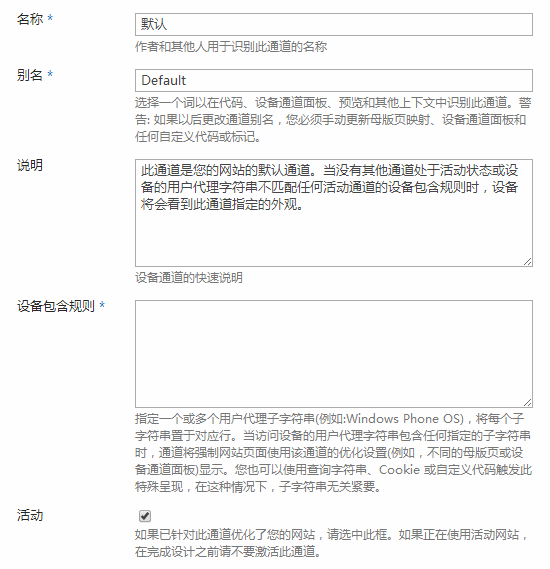 名称 *
默认
作者和其他人用于识别此通道的名称
别名 *
Default
选择一个词以在代码、设备通道面板、预览和其他上下文中识别此通道。警
告: 如果以后更改通道别名，您必须手动更新母版页映射、设备通道面板和
任何自定义代码或标记。
说明
此通道是您的网站的默认通道。当没有其他通道处于活动状态或设
备的用户代理字符串不匹配任何活动通道的设备包含规则时，设备
将会看到此通道指定的外观。
设备通道的快速说明
设备包含规则 *
指定一个或多个用户代理子字符串(例如:Windows Phone OS)，将每个子
字符串置于对应行。当访问设备的用户代理字符串包含任何指定的子字符串
时，通道将强制网站页面使用该通道的优化设置(例如，不同的母版页或设
备通道面板)显示。您也可以使用查询字符串、Cookie 或自定义代码触发此
特殊呈现，在这种情况下，子字符串无关紧要。
活动
如果已针对此通道优化了您的网站，请选中此框。如果正在使用活动网站，
在完成设计之前请不要激活此通道。